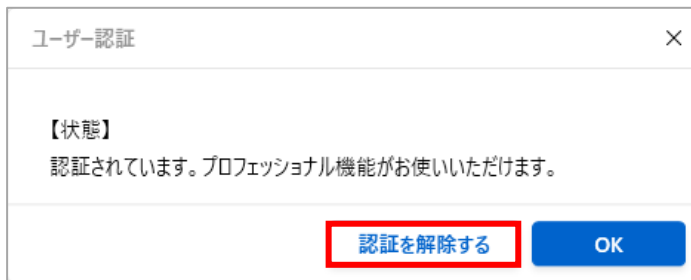 ユーザー認証
【状態】
認証されています。プロフェッショナル機能がお使いいただけます。
認証を解除する
OK